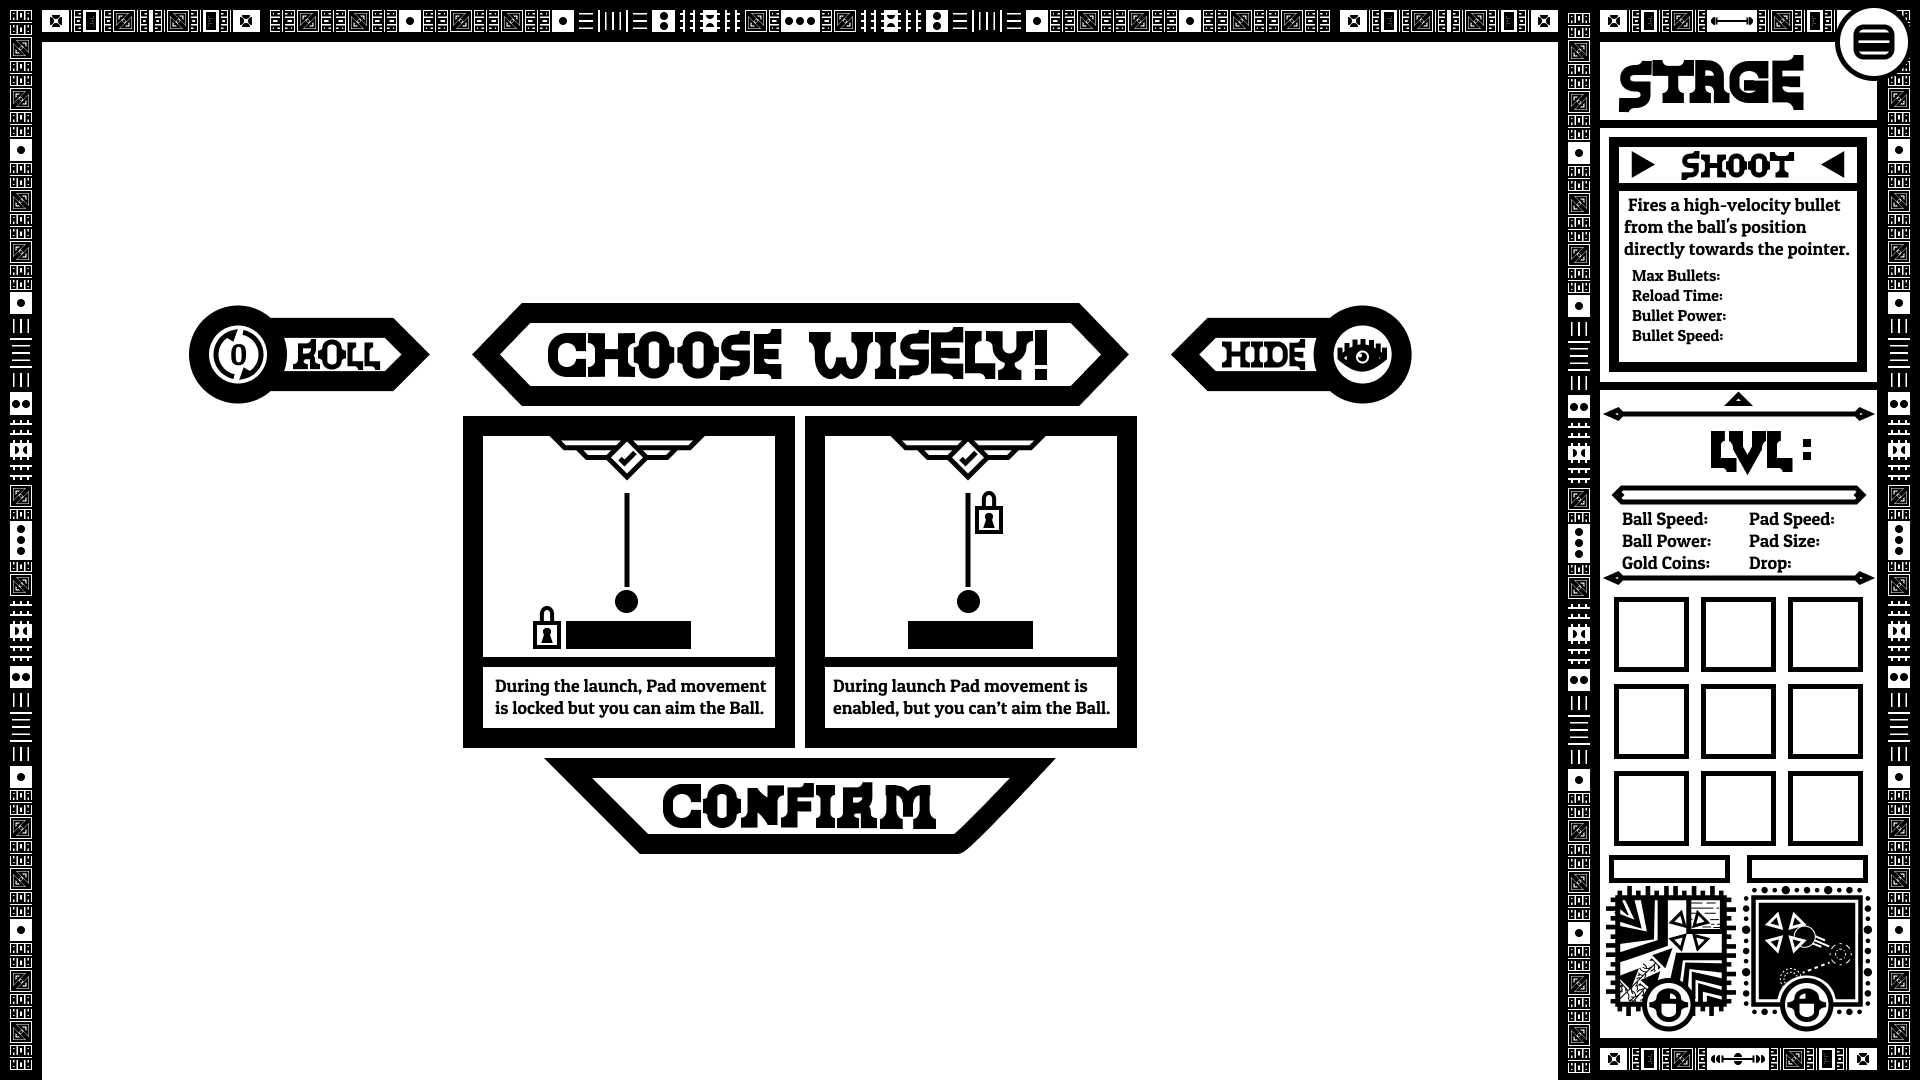 STAGE
SHOOT
Fires a high-velocity bullet
from the ball's position
directly towards the pointer.
Max Bullets:
Reload Time:
Bullet Power:
Bullet Speed:
0
ROLL
CHOOSE WISELY!
HIDE
During the launch, Pad movement
is locked but you can aim the Ball.
During launch Pad movement is
enabled, but you can't aim the Ball.
CONFIRM
LVL :
Ball Speed:
Pad Speed:
Ball Power:
Pad Size:
Gold Coins:
Drop: